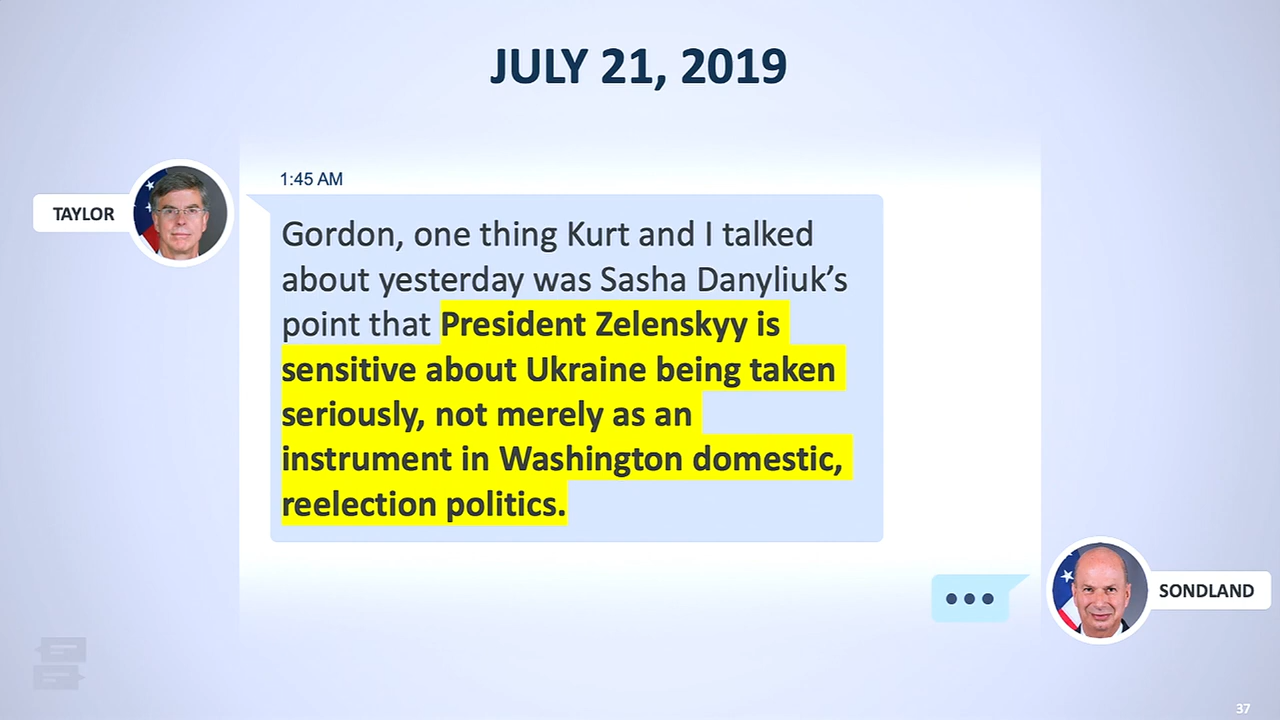 JULY 21, 2019
1:45 AM
TAYLOR
Gordon, one thing Kurt and I talked
about yesterday was Sasha Danyliuk’s
point that President Zelenskyy is
sensitive about Ukraine being taken
seriously, not merely as an
instrument in Washington domestic,
reelection politics.
SONDLAND
37